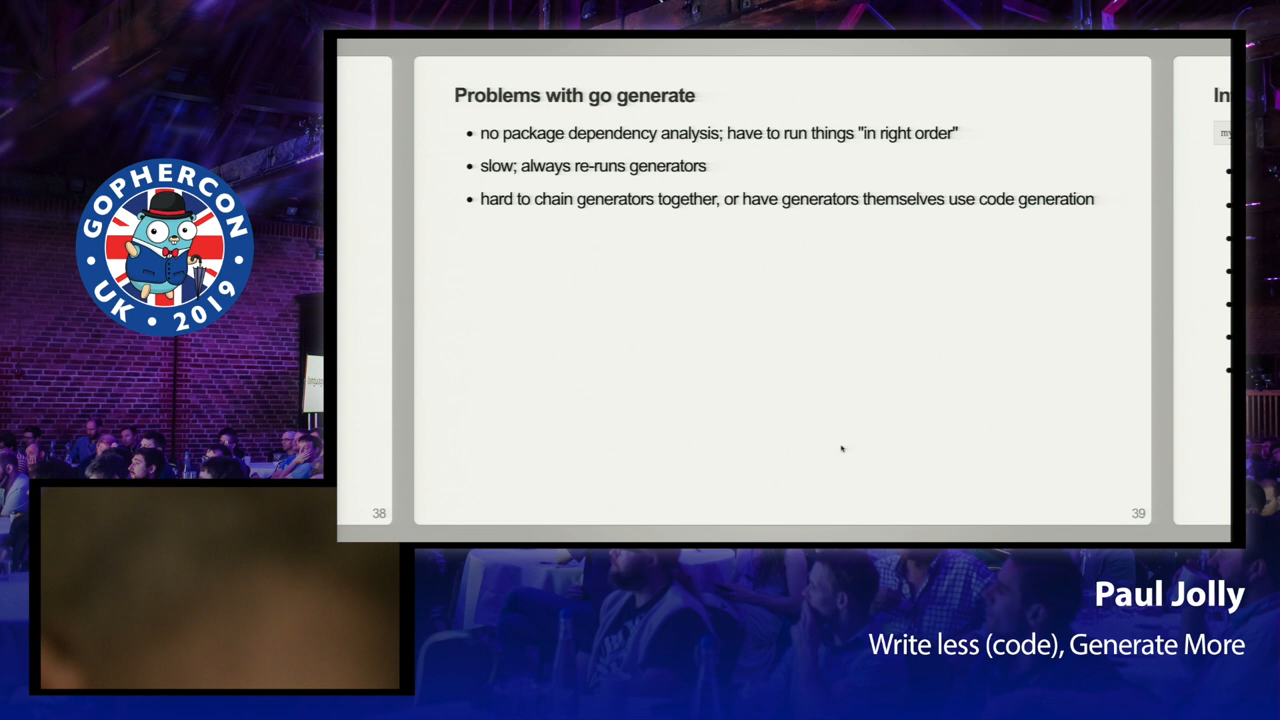 GOPHERCON
UK • 2019
Problems with go generate
• no package dependency analysis; have to run things "in right order"
• slow; always re-runs generators
• hard to chain generators together, or have generators themselves use code generation
38
39
Paul Jolly
Write less (code), Generate More